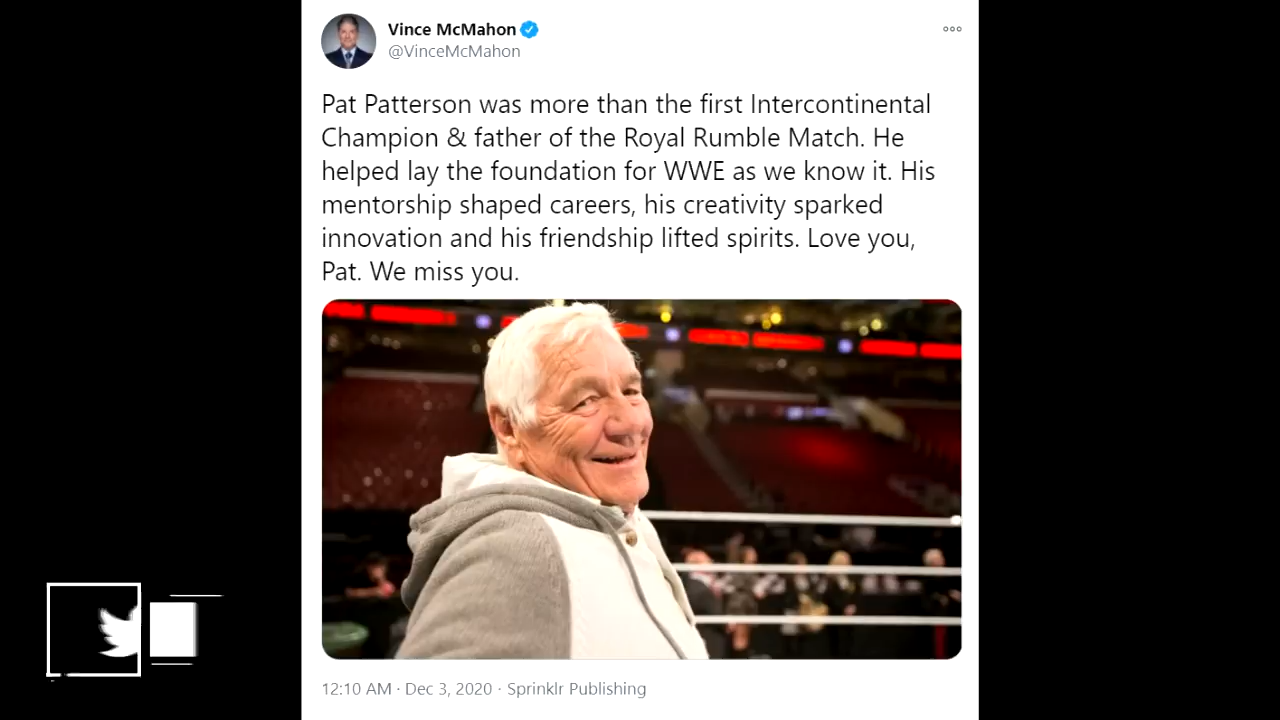 Vince McMahon
@VinceMcMahon
Pat Patterson was more than the first Intercontinental
Champion & father of the Royal Rumble Match. He
helped lay the foundation for WWE as we know it. His
mentorship shaped careers, his creativity sparked
innovation and his friendship lifted spirits. Love you,
Pat. We miss you.
12:10 AM · Dec 3, 2020 · Sprinklr Publishing